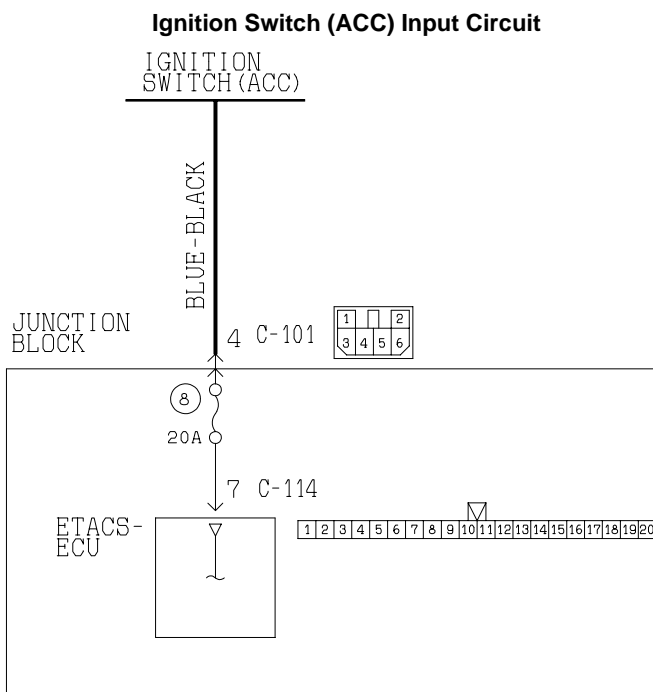 Ignition Switch (ACC) Input Circuit
IGNITION
SWITCH(ACC)
BLUE-BLACK
JUNCTION
BLOCK
4 C-101
1 2
3 4 5 6
8
20A
7 C-114
ETACS-
ECU
1 2 3 4 5 6 7 8 9 10 11 12 13 14 15 16 17 18 19 20